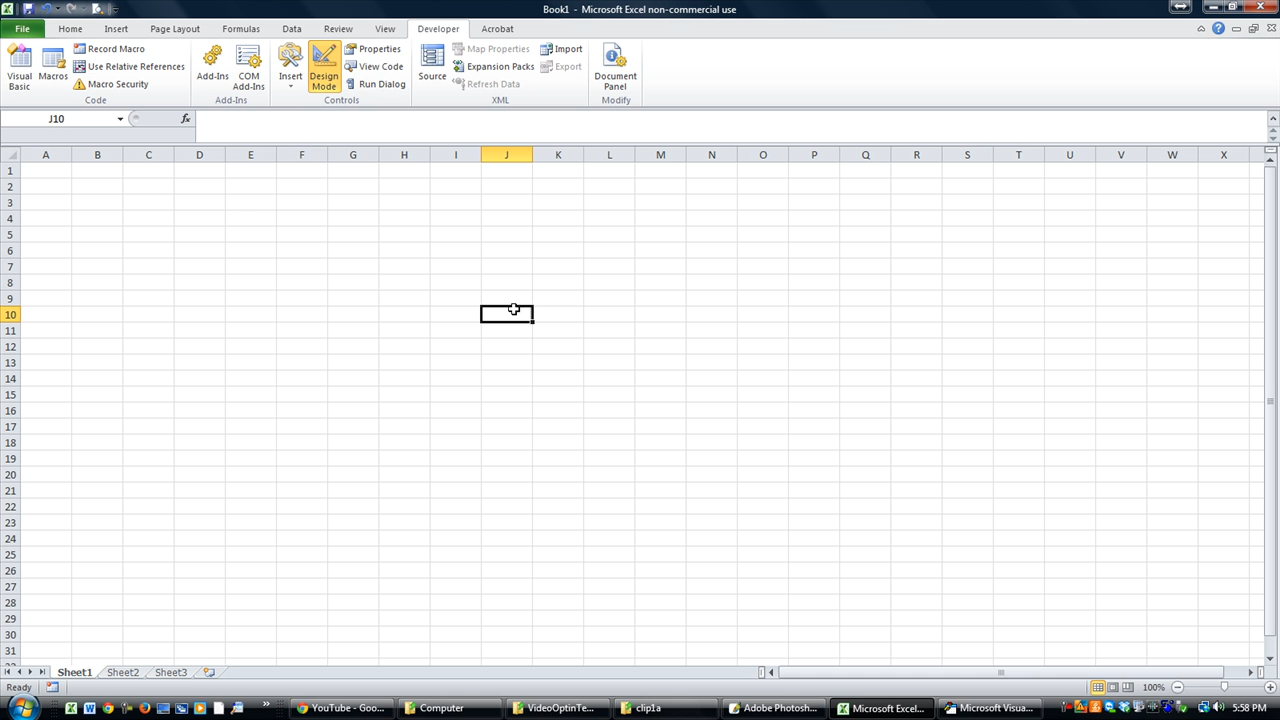 Book1 - Microsoft Excel non-commercial use
File Home Insert Page Layout Formulas Data Review View Developer Acrobat
Visual Basic
Macros
Record Macro
Use Relative References
Macro Security
Code
Add-Ins
COM Add-Ins
Add-Ins
Insert
Design Mode
Properties
View Code
Run Dialog
Controls
Source
Map Properties
Expansion Packs
Refresh Data
Import
Export
XML
Document Panel
Modify
J10
fx
A B C D E F G H I J K L M N O P Q R S T U V W X
1
2
3
4
5
6
7
8
9
10
11
12
13
14
15
16
17
18
19
20
21
22
23
24
25
26
27
28
29
30
31
Sheet1 Sheet2 Sheet3
Ready
100%
YouTube - Goo...
Computer
VideoOptinTe...
clip1a
Adobe Photosh...
Microsoft Excel...
Microsoft Visua...
5:58 PM